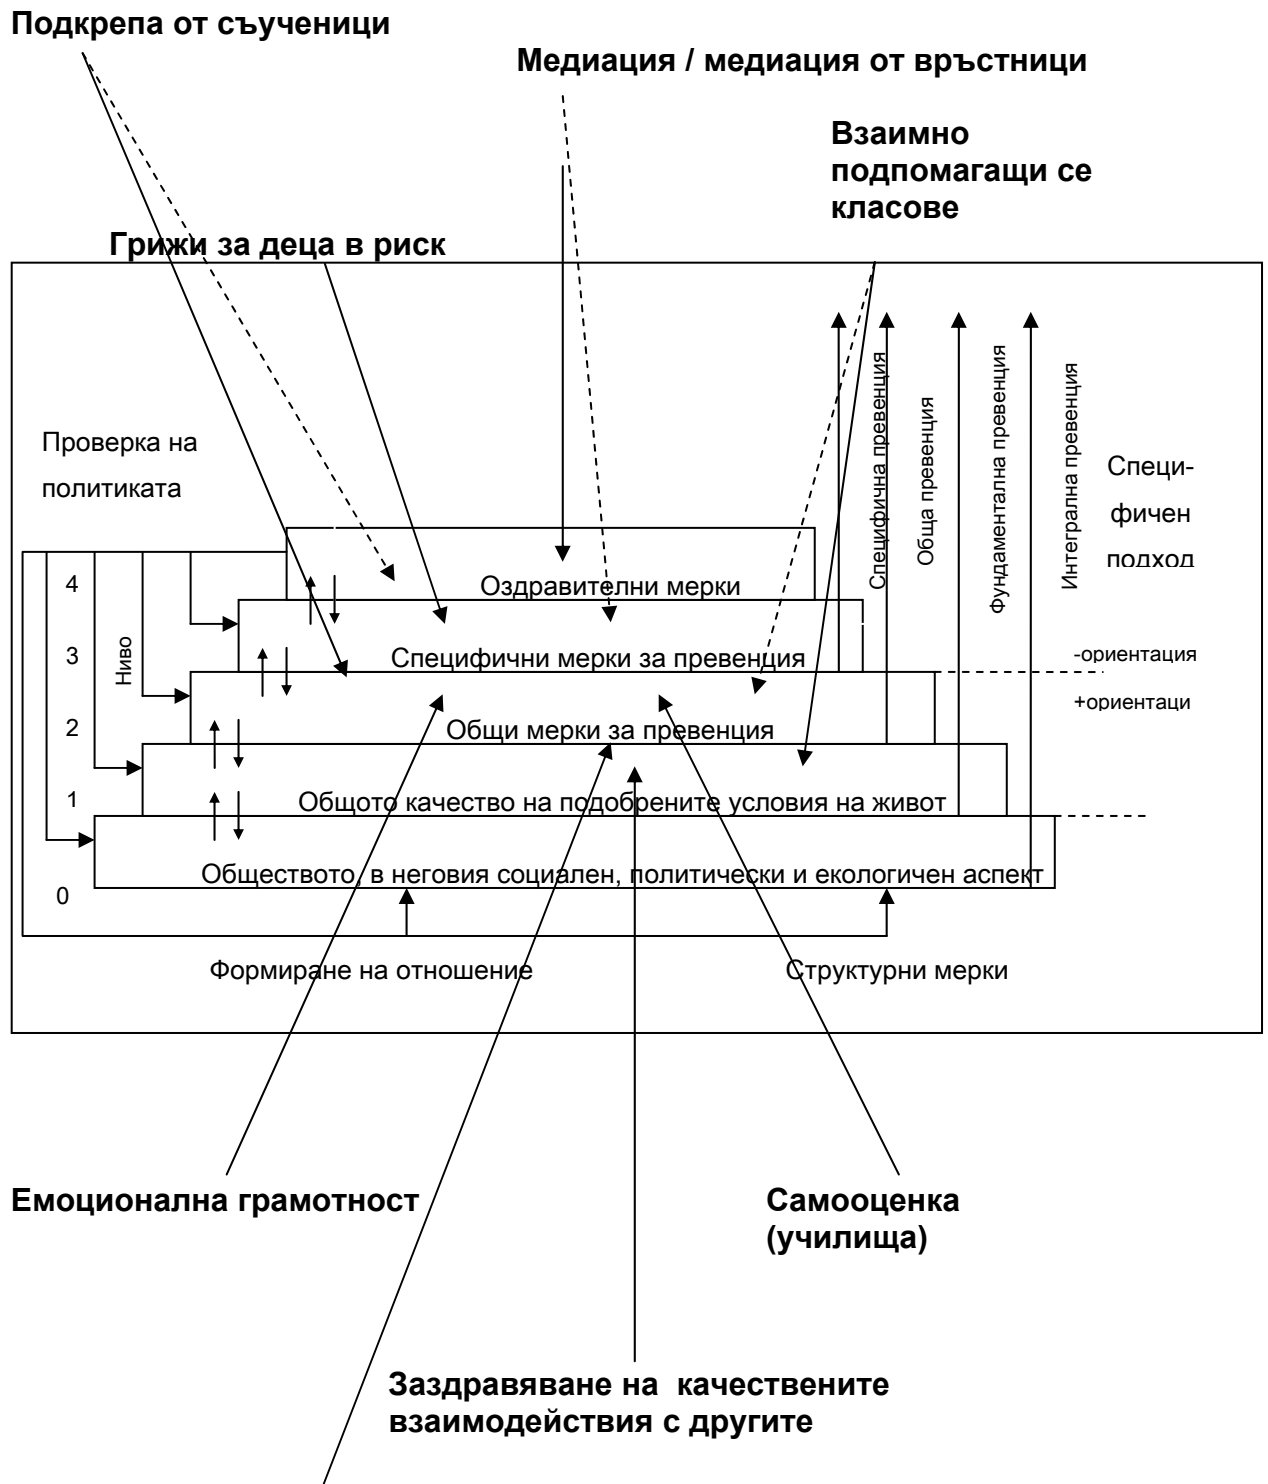 Подкрепа от съученици
Медиация / медиация от връстници
Взаимно
подпомагащи се
класове
Грижи за деца в риск
Проверка на
политиката
Специфична превенция
Обща превенция
Фундаментална превенция
Интегрална превенция
Специ-
фичен
подход
4
Оздравителни мерки
3
Ниво
Специфични мерки за превенция
-ориентация
+ориентаци
2
Общи мерки за превенция
1
Общото качество на подобрените условия на живот
Обществото, в неговия социален, политически и екологичен аспект
0
Формиране на отношение
Структурни мерки
Емоционална грамотност
Самооценка
(училища)
Заздравяване на качествените
взаимодействия с другите